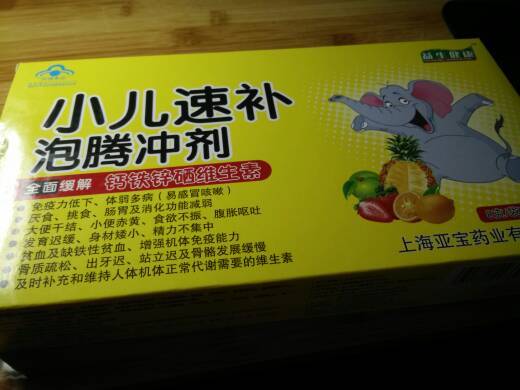 益生健康
小儿速补
泡腾冲剂
全面缓解 钙铁锌硒维生素
• 免疫力低下、体弱多病（易感冒咳嗽）
• 厌食、挑食、肠胃及消化功能减弱
• 大便干结、小便赤黄、食欲不振、腹胀呕吐
• 发育迟缓、身材矮小、精力不集中
• 贫血及缺铁性贫血、增强机体免疫能力
• 骨质疏松、出牙迟、站立迟及骨骼发展缓慢
• 及时补充和维持人体机体正常代谢需要的维生素
上海亚宝药业有